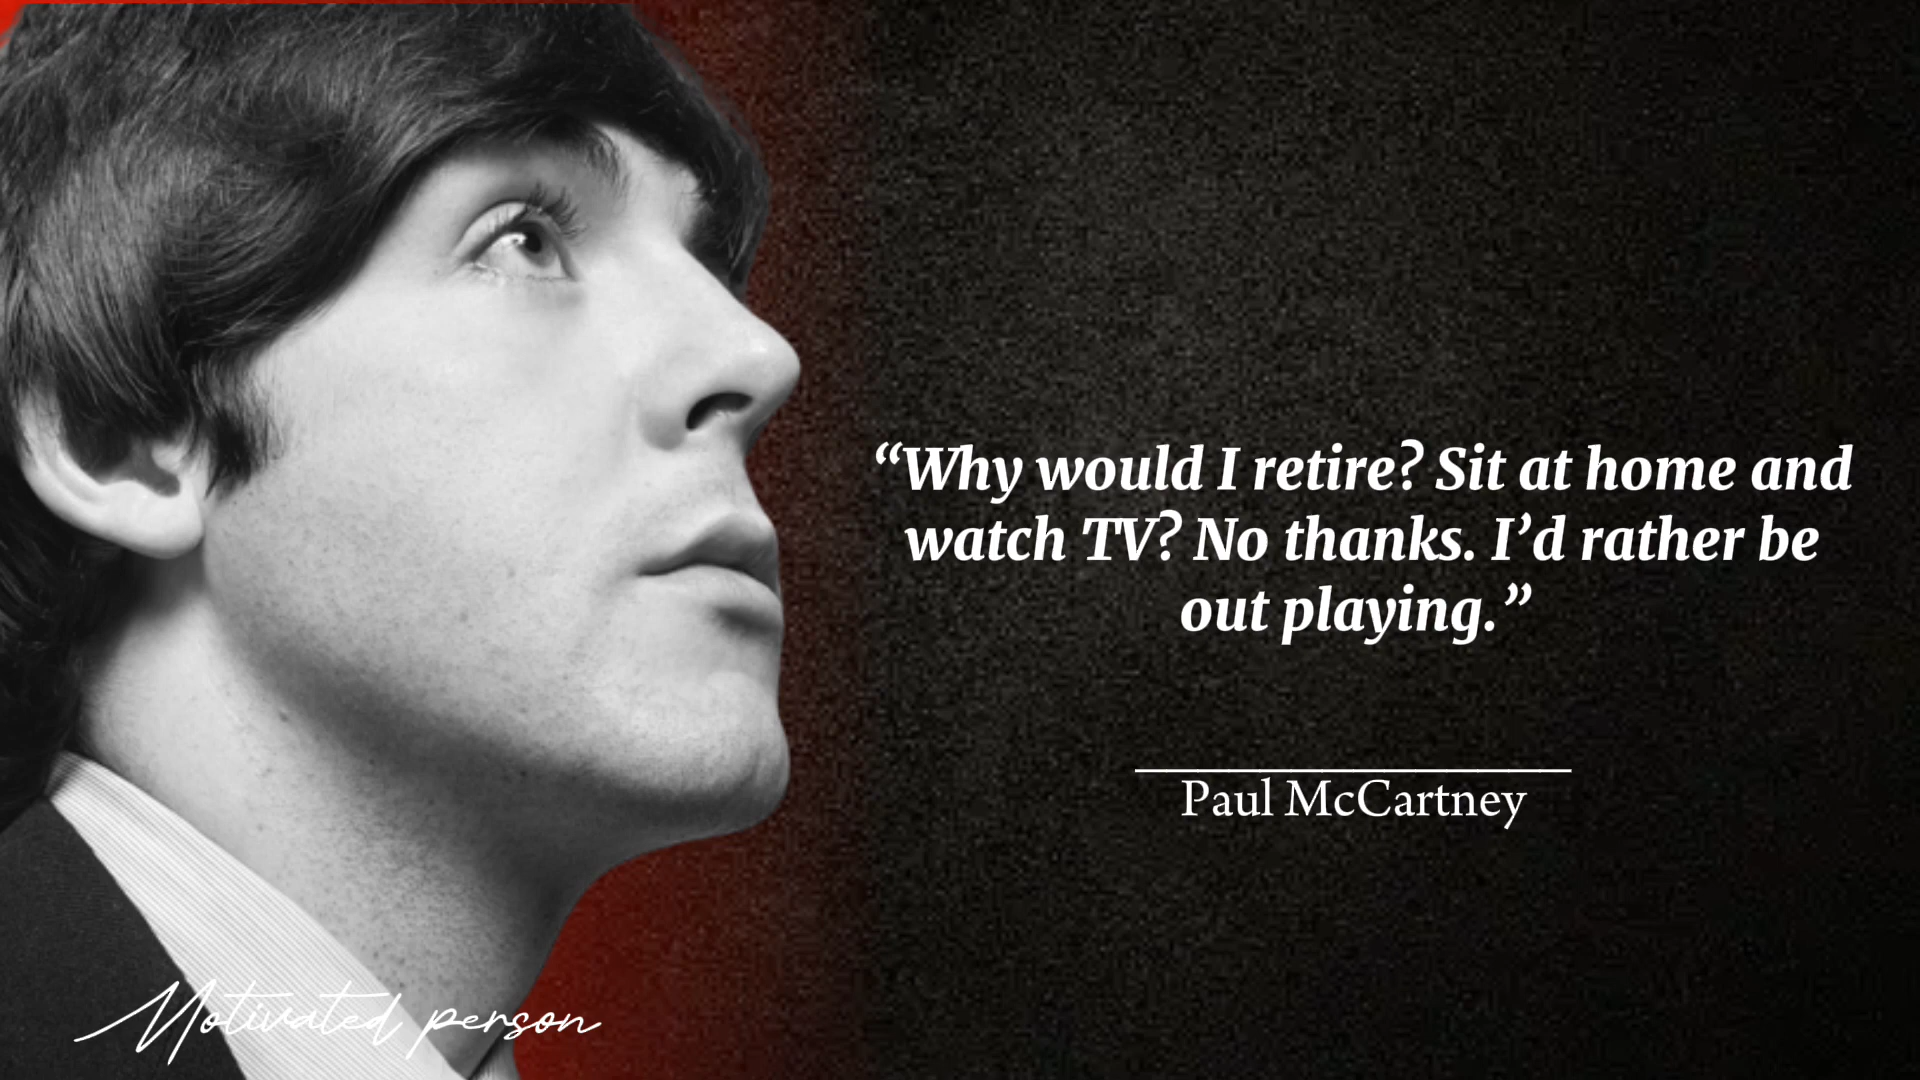 “Why would I retire? Sit at home and
watch TV? No thanks. I’d rather be
out playing.”
Paul McCartney
Motivated person